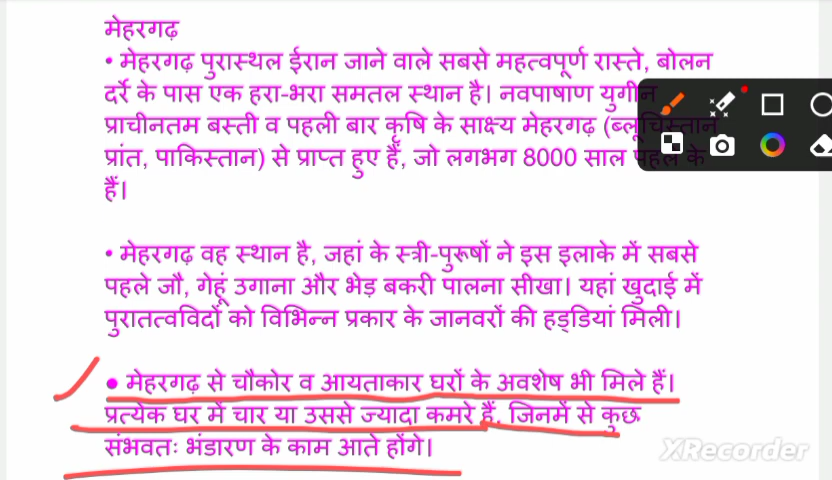 मेहरगढ़
• मेहरगढ़ पुरास्थल ईरान जाने वाले सबसे महत्वपूर्ण रास्ते, बोलन
दर्रे के पास एक हरा-भरा समतल स्थान है। नवपाषाण युगीन
प्राचीनतम बस्ती व पहली बार कृषि के साक्ष्य मेहरगढ़ (ब्लूचिस्तान
प्रांत, पाकिस्तान) से प्राप्त हुए हैं, जो लगभग 8000 साल पहले के
हैं।
• मेहरगढ़ वह स्थान है, जहां के स्त्री-पुरूषों ने इस इलाके में सबसे
पहले जौ, गेहूं उगाना और भेड़ बकरी पालना सीखा। यहां खुदाई में
पुरातत्वविदों को विभिन्न प्रकार के जानवरों की हड्डियां मिली।
● मेहरगढ़ से चौकोर व आयताकार घरों के अवशेष भी मिले हैं।
प्रत्येक घर में चार या उससे ज्यादा कमरे हैं, जिनमें से कुछ
संभवतः भंडारण के काम आते होंगे।
XRecorder